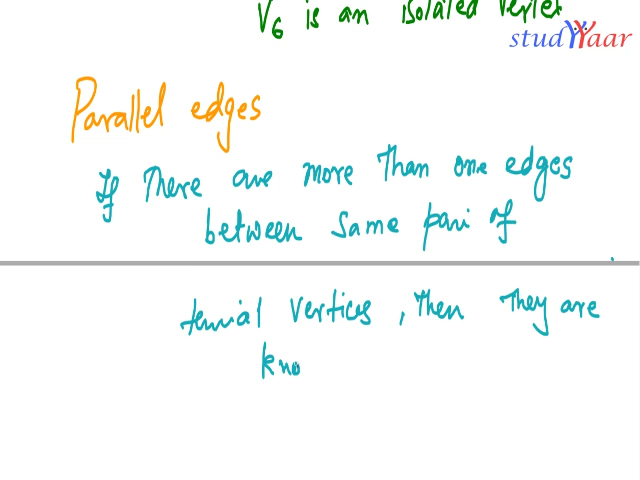 V6 is an isolated vertex
studYYaar
Parallel edges
If There are more Than one edges
between same pair of
terminal vertices, then They are
kno